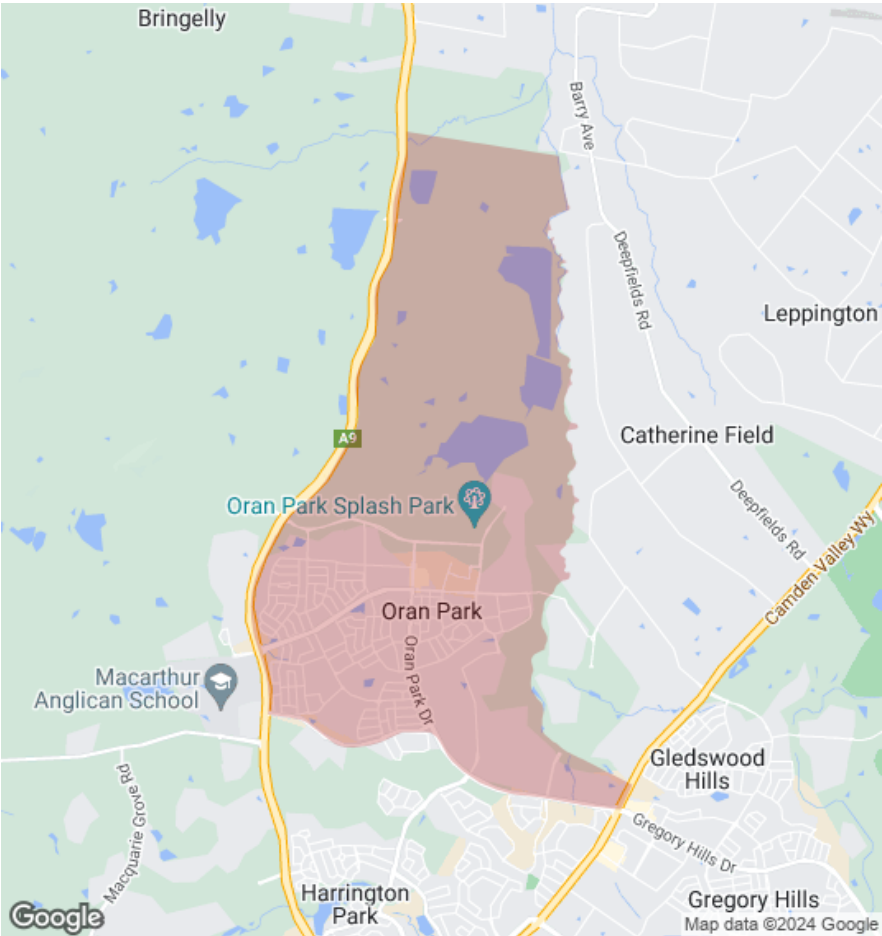 Bringelly
Barry Ave
Deepfields Rd
Leppington
A9
Catherine Field
Oran Park Splash Park
Deepfields Rd
Camden Valley Wy
Oran Park
Oran Park Dr
Macarthur
Anglican School
Gledswood
Hills
Macquarie Grove Rd
Gregory Hills Dr
Harrington
Park
Gregory Hills
Google
Map data ©2024 Google